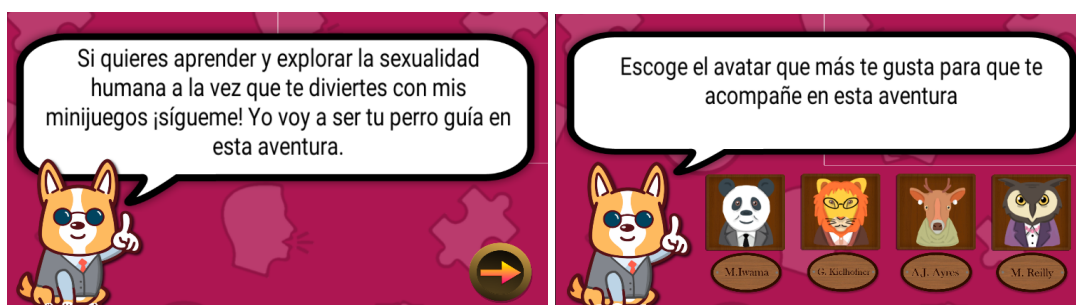 Si quieres aprender y explorar la sexualidad
humana a la vez que te diviertes con mis
minijuegos ¡sígueme! Yo voy a ser tu perro guía en
esta aventura.
Escoge el avatar que más te gusta para que te
acompañe en esta aventura
M.Iwama
G. Kielhofner
A.J. Ayres
M. Reilly